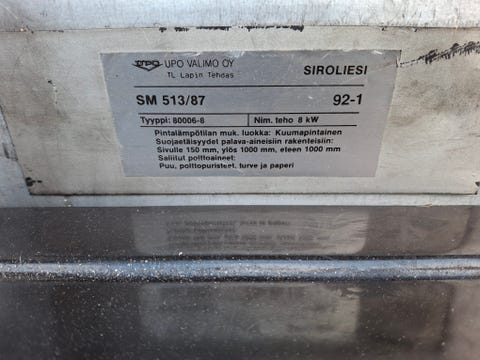 UPO UPO VALIMO OY
TL Lapin Tehdas
SIROLIESI
SM 513/87 92-1
Tyyppi: 80006-8 Nim. teho 8 kW
Pintalämpötilan muk. luokka: Kuumapintainen
Suojaetäisyydet palava-aineisiin rakenteisiin:
Sivulle 150 mm, ylös 1000 mm, eteen 1000 mm
Sallitut polttoaineet:
Puu, polttopuristeet, turve ja paperi